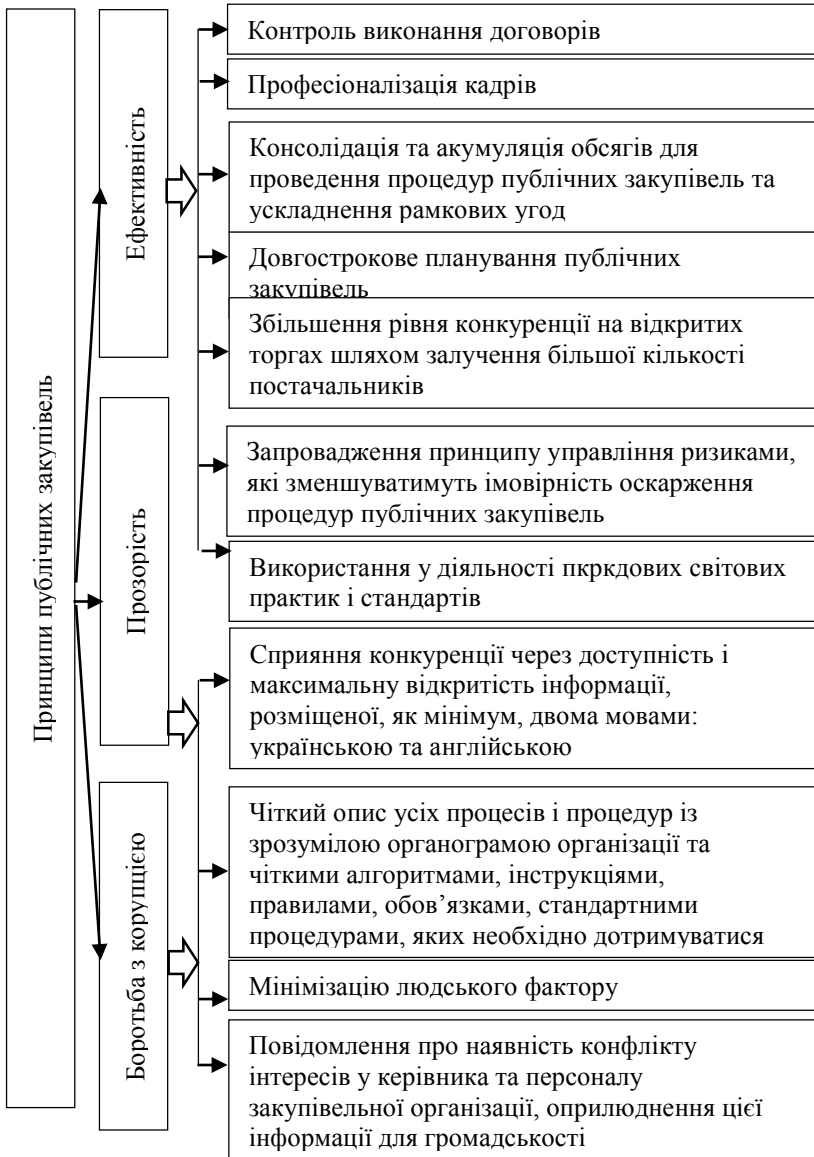 Принципи публічних закупівель
Ефективність
Контроль виконання договорів
Професіоналізація кадрів
Консолідація та акумуляція обсягів для
проведення процедур публічних закупівель та
ускладнення рамкових угод
Довгострокове планування публічних
закупівель
Збільшення рівня конкуренції на відкритих
торгах шляхом залучення більшої кількості
постачальників
Запровадження принципу управління ризиками,
які зменшуватимуть імовірність оскарження
процедур публічних закупівель
Використання у діяльності пкркдових світових
практик і стандартів
Прозорість
Сприяння конкуренції через доступність і
максимальну відкритість інформації,
розміщеної, як мінімум, двома мовами:
українською та англійською
Боротьба з корупцією
Чіткий опис усіх процесів і процедур із
зрозумілою органограмою організації та
чіткими алгоритмами, інструкціями,
правилами, обов’язками, стандартними
процедурами, яких необхідно дотримуватися
Мінімізацію людського фактору
Повідомлення про наявність конфлікту
інтересів у керівника та персоналу
закупівельної організації, оприлюднення цієї
інформації для громадськості